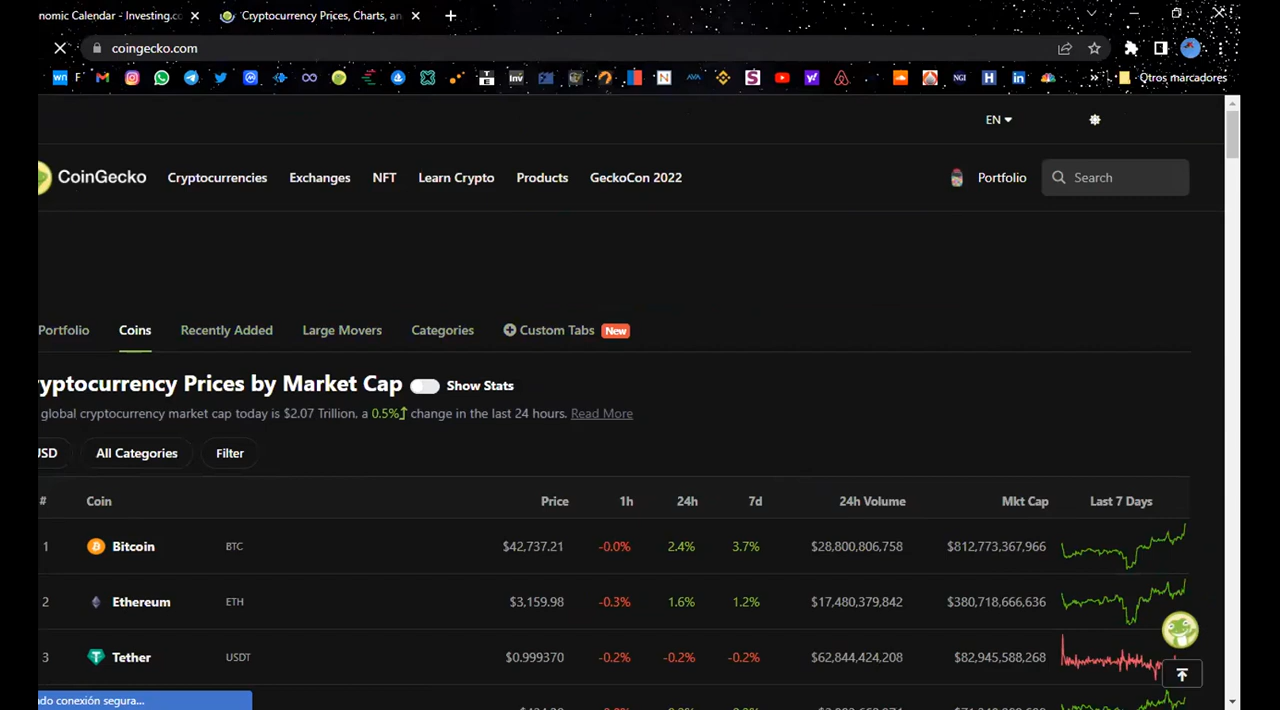 nomic Calendar - Investing.cc Cryptocurrency Prices, Charts, an
coingecko.com
wn F Inv NGI H Otros marcadores
EN
CoinGecko Cryptocurrencies Exchanges NFT Learn Crypto Products GeckoCon 2022 Portfolio Search
Portfolio Coins Recently Added Large Movers Categories Custom Tabs New
ryptocurrency Prices by Market Cap Show Stats
global cryptocurrency market cap today is $2.07 Trillion. a 0.5% change in the last 24 hours. Read More
USD All Categories Filter
# Coin Price 1h 24h 7d 24h Volume Mkt Cap Last 7 Days
1 Bitcoin BTC $42,737.21 -0.0% 2.4% 3.7% $28,800,806,758 $812,773,367,966
2 Ethereum ETH $3,159.98 -0.3% 1.6% 1.2% $17,480,379,842 $380,718,666,636
3 Tether USDT $0.999370 -0.2% -0.2% -0.2% $62,844,424,208 $82,945,588,268
do conexión segura...